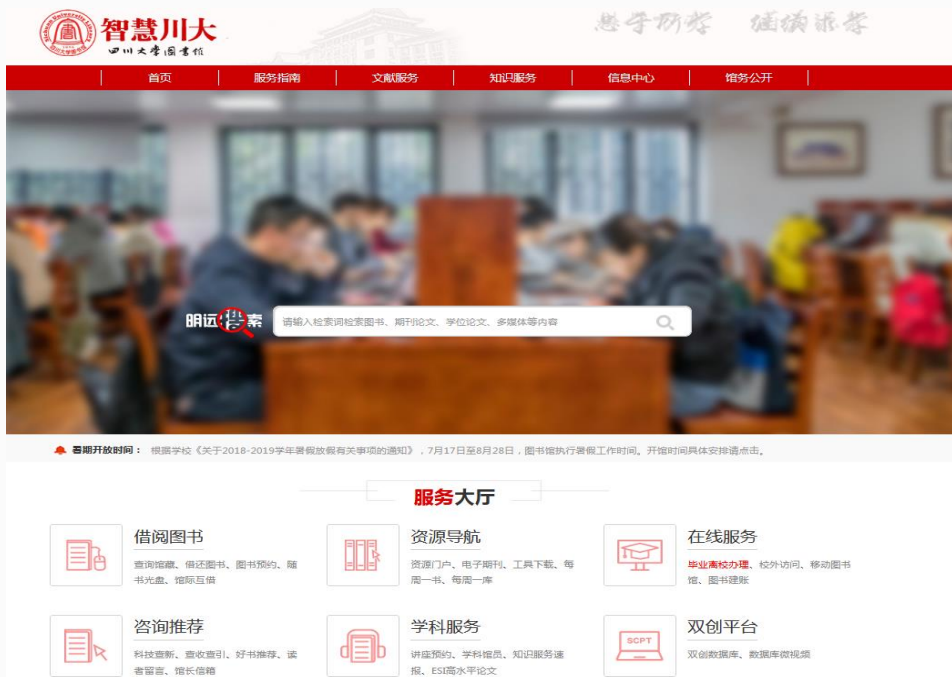 智慧川大
四川大学图书馆
首页 服务指南 文献服务 知识服务 信息中心 馆务公开
明远搜索 请输入检索词检索图书、期刊论文、学位论文、多媒体等内容
暑期开放时间： 根据学校《关于2018-2019学年暑假放假有关事项的通知》，7月17日至8月28日，图书馆执行暑假工作时间。开馆时间具体安排请点击。
服务大厅
借阅图书
查询馆藏、借还图书、图书预约、随
书光盘、馆际互借
资源导航
资源门户、电子期刊、工具下载、每
周一书、每周一库
在线服务
毕业离校办理、校外访问、移动图书
馆、图书建账
咨询推荐
科技查新、查收查引、好书推荐、读
者留言、馆长信箱
学科服务
讲座预约、学科馆员、知识服务速
报、ESI高水平论文
SCPT
双创平台
双创数据库、数据库微视频